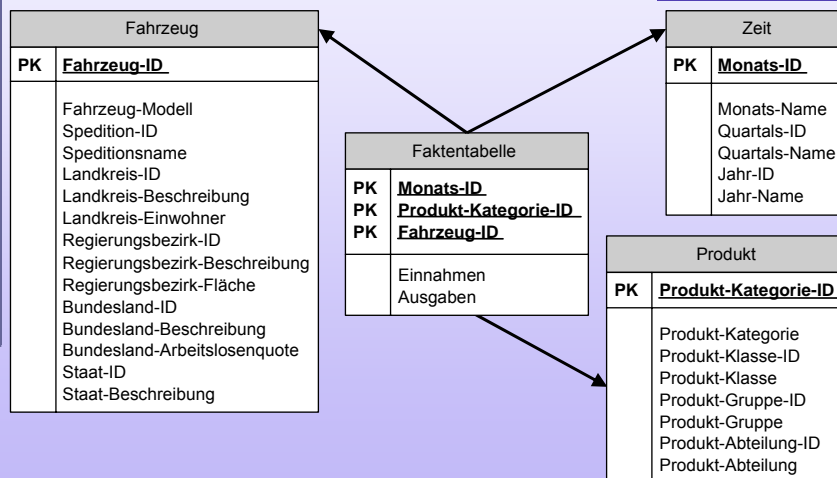 Fahrzeug
PK Fahrzeug-ID
Fahrzeug-Modell
Spedition-ID
Speditionsname
Landkreis-ID
Landkreis-Beschreibung
Landkreis-Einwohner
Regierungsbezirk-ID
Regierungsbezirk-Beschreibung
Regierungsbezirk-Fläche
Bundesland-ID
Bundesland-Beschreibung
Bundesland-Arbeitslosenquote
Staat-ID
Staat-Beschreibung
Faktentabelle
PK Monats-ID
PK Produkt-Kategorie-ID
PK Fahrzeug-ID
Einnahmen
Ausgaben
Zeit
PK Monats-ID
Monats-Name
Quartals-ID
Quartals-Name
Jahr-ID
Jahr-Name
Produkt
PK Produkt-Kategorie-ID
Produkt-Kategorie
Produkt-Klasse-ID
Produkt-Klasse
Produkt-Gruppe-ID
Produkt-Gruppe
Produkt-Abteilung-ID
Produkt-Abteilung